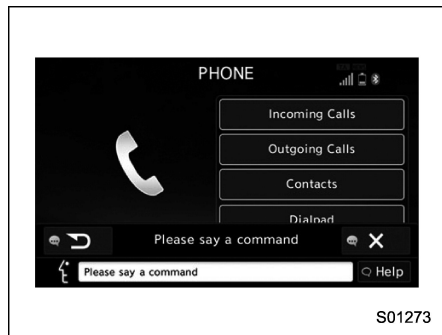 PHONE
Incoming Calls
Outgoing Calls
Contacts
Dialpad
Please say a command
Please say a command
Help
S01273